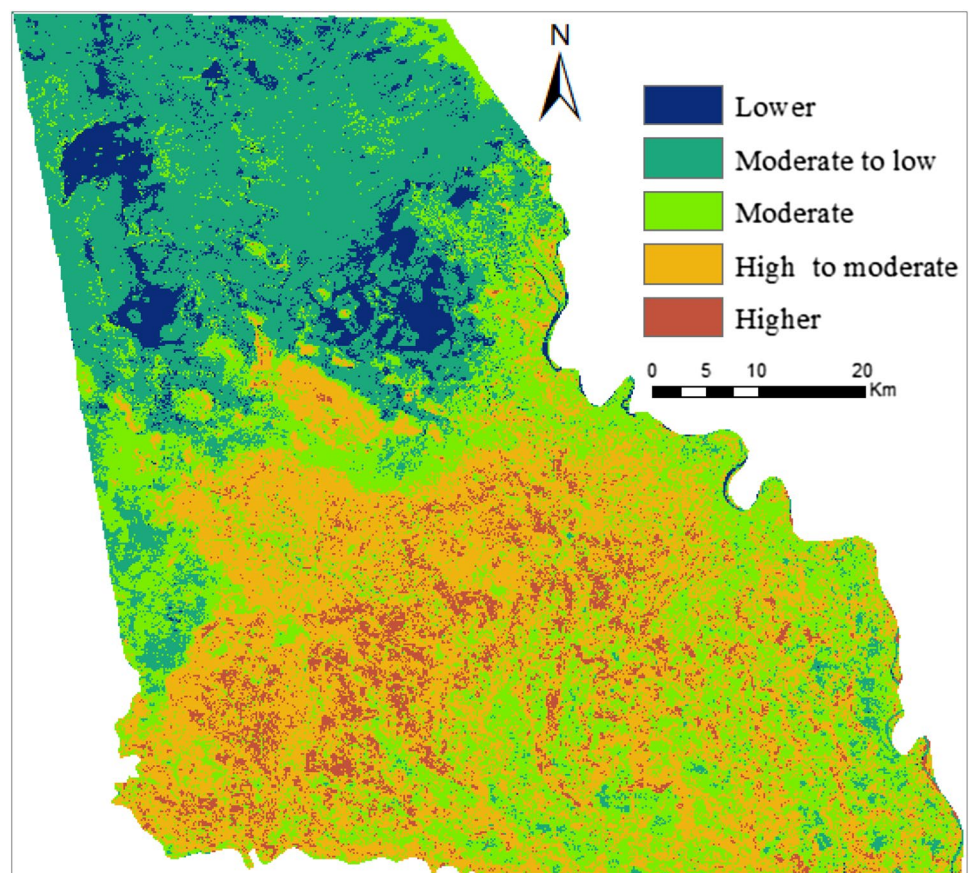 N
Lower
Moderate to low
Moderate
High to moderate
Higher
0 5 10 20
Km